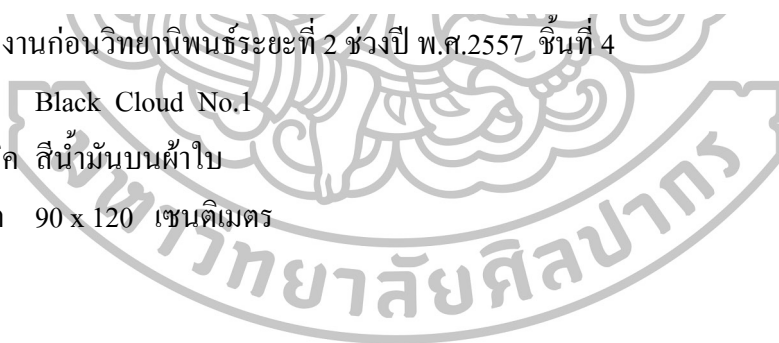 งานก่อนวิทยานิพนธ์ระยะที่ 2 ช่วงปี พ.ศ.2557 ชิ้นที่ 4
Black Cloud No.1
สีน้ำมันบนผ้าใบ
90 x 120 เซนติเมตร
มหาวิทยาลัยศิลปากร